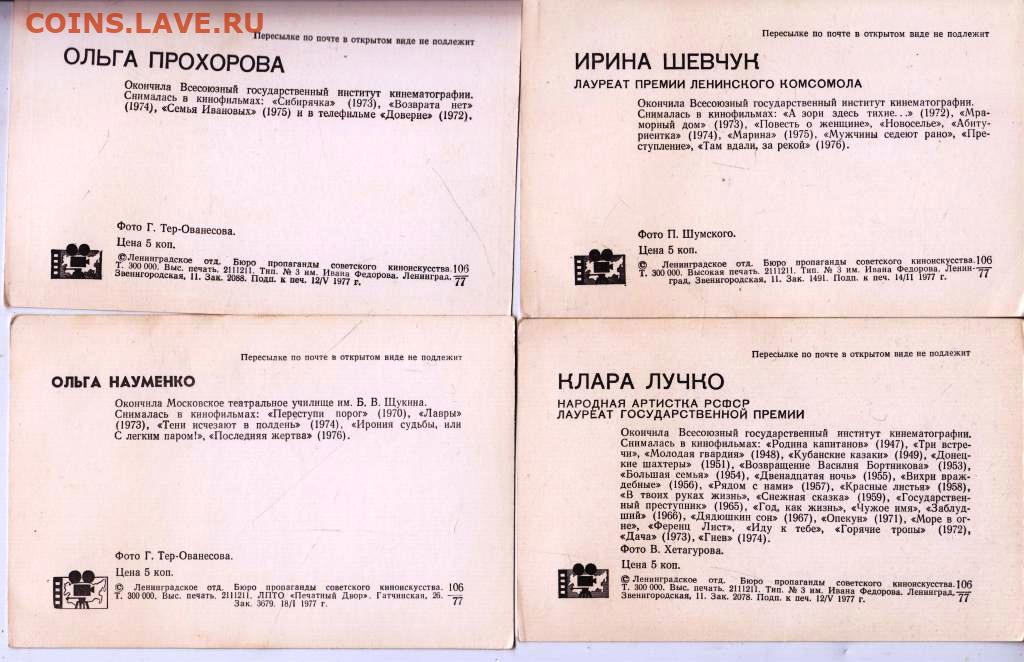 COINS.LAVE.RU
Пересылке по почте в открытом виде не подлежит
ОЛЬГА ПРОХОРОВА
Окончила Всесоюзный государственный институт кинематографии.
Снималась в кинофильмах: «Сибирячка» (1973), «Возврата нет»
(1974), «Семья Ивановых» (1975) и в телефильме «Доверие» (1972).
Фото Г. Тер-Ованесова.
Цена 5 коп.
© Ленинградское отд. Бюро пропаганды советского киноискусства. 106
Т. 300 000. Выс. печать. 2111211. Тип. № 3 им. Ивана Федорова. Ленинград, 77
Звенигородская, 11. Зак. 2088. Подп. к печ. 12/V 1977 г.
Пересылке по почте в открытом виде не подлежит
ИРИНА ШЕВЧУК
ЛАУРЕАТ ПРЕМИИ ЛЕНИНСКОГО КОМСОМОЛА
Окончила Всесоюзный государственный институт кинематографии.
Снималась в кинофильмах: «А зори здесь тихие...» (1972), «Мра-
морный дом» (1973), «Повесть о женщине», «Новоселье», «Абиту-
риентка» (1974), «Марина» (1975), «Мужчины седеют рано», «Пре-
ступление», «Там вдали, за рекой» (1976).
Фото П. Шумского.
Цена 5 коп.
© Ленинградское отд. Бюро пропаганды советского киноискусства. 106
Т. 300 000. Высокая печать. 2111211. Тип. № 3 им. Ивана Федорова. Ленин- 77
град, Звенигородская, 11. Зак. 1491. Подп. к печ. 14/II 1977 г.
Пересылке по почте в открытом виде не подлежит
ОЛЬГА НАУМЕНКО
Окончила Московское театральное училище им. Б. В. Щукина.
Снималась в кинофильмах: «Переступи порог» (1970), «Лавры»
(1973), «Тени исчезают в полдень» (1974), «Ирония судьбы, или
С легким паром!», «Последняя жертва» (1976).
Фото Г. Тер-Ованесова.
Цена 5 коп.
© Ленинградское отд. Бюро пропаганды советского киноискусства. 106
Т. 300 000. Выс. печать. 2111211. ЛПТО «Печатный Двор». Гатчинская, 26. 77
Зак. 3679. 18/I 1977 г.
Пересылке по почте в открытом виде не подлежит
КЛАРА ЛУЧКО
НАРОДНАЯ АРТИСТКА РСФСР
ЛАУРЕАТ ГОСУДАРСТВЕННОЙ ПРЕМИИ
Окончила Всесоюзный государственный институт кинематографии.
Снималась в кинофильмах: «Родина капитанов» (1947), «Три встре-
чи», «Молодая гвардия» (1948), «Кубанские казаки» (1949), «Донец-
кие шахтеры» (1951), «Возвращение Василия Бортникова» (1953),
«Большая семья» (1954), «Двенадцатая ночь» (1955), «Вихри враж-
дебные» (1956), «Рядом с нами» (1957), «Красные листья» (1958),
«В твоих руках жизнь», «Снежная сказка» (1959), «Государствен-
ный преступник» (1965), «Год, как жизнь», «Чужое имя», «Заблуд-
ший» (1966), «Дядюшкин сон» (1967), «Опекун» (1971), «Море в ог-
не», «Ференц Лист», «Иду к тебе», «Горячие тропы» (1972),
«Дача» (1973), «Гнев» (1974).
Фото В. Хетагурова.
Цена 5 коп.
© Ленинградское отд. Бюро пропаганды советского киноискусства. 106
Т. 300 000. Выс. печать. 2111211. Тип. № 3 им. Ивана Федорова. Ленинград, 77
Звенигородская, 11. Зак. 2078. Подп. к печ. 12/V 1977 г.